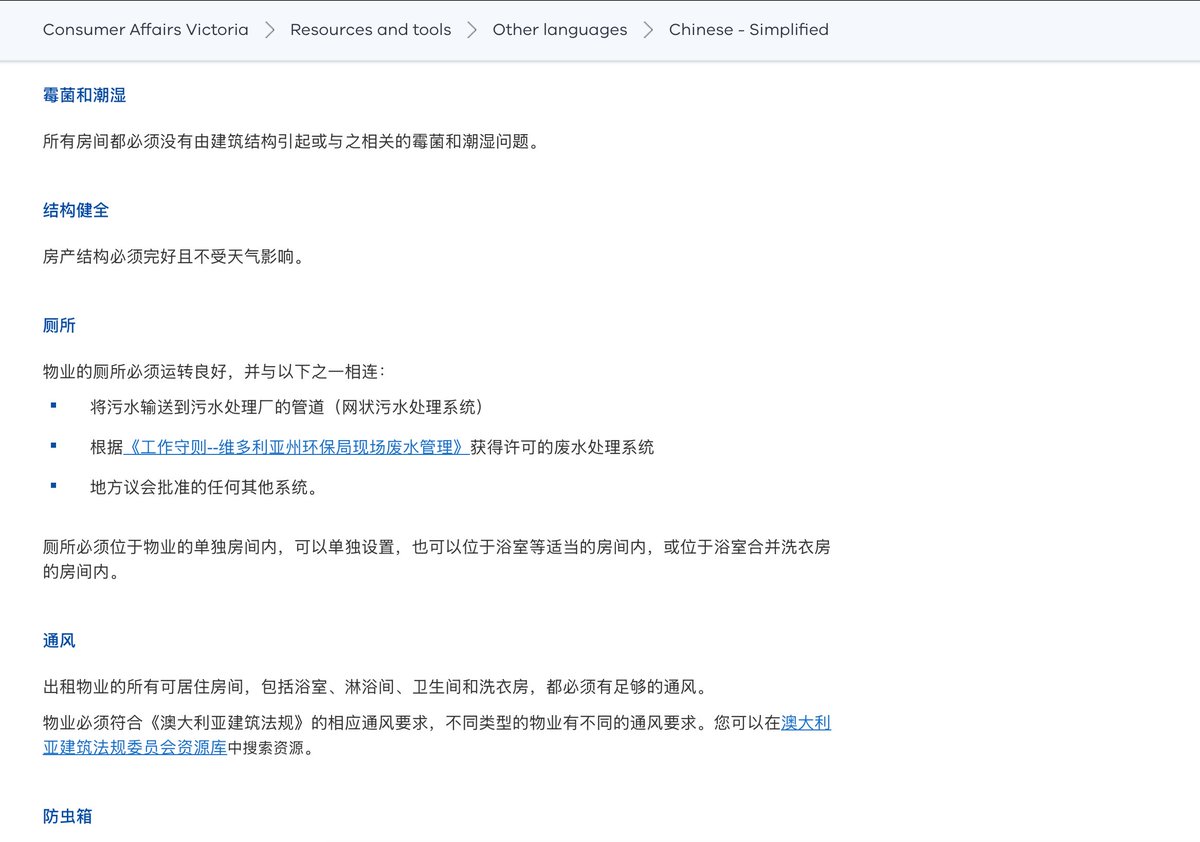 Consumer Affairs Victoria > Resources and tools > Other languages > Chinese - Simplified
霉菌和潮湿
所有房间都必须没有由建筑结构引起或与之相关的霉菌和潮湿问题。
结构健全
房产结构必须完好且不受天气影响。
厕所
物业的厕所必须运转良好，并与以下之一相连：
▪ 将污水输送到污水处理厂的管道（网状污水处理系统）
▪ 根据《工作守则--维多利亚州环保局现场废水管理》获得许可的废水处理系统
▪ 地方议会批准的任何其他系统。
厕所必须位于物业的单独房间内，可以单独设置，也可以位于浴室等适当的房间内，或位于浴室合并洗衣房
的房间内。
通风
出租物业的所有可居住房间，包括浴室、淋浴间、卫生间和洗衣房，都必须有足够的通风。
物业必须符合《澳大利亚建筑法规》的相应通风要求，不同类型的物业有不同的通风要求。您可以在澳大利
亚建筑法规委员会资源库中搜索资源。
防虫箱